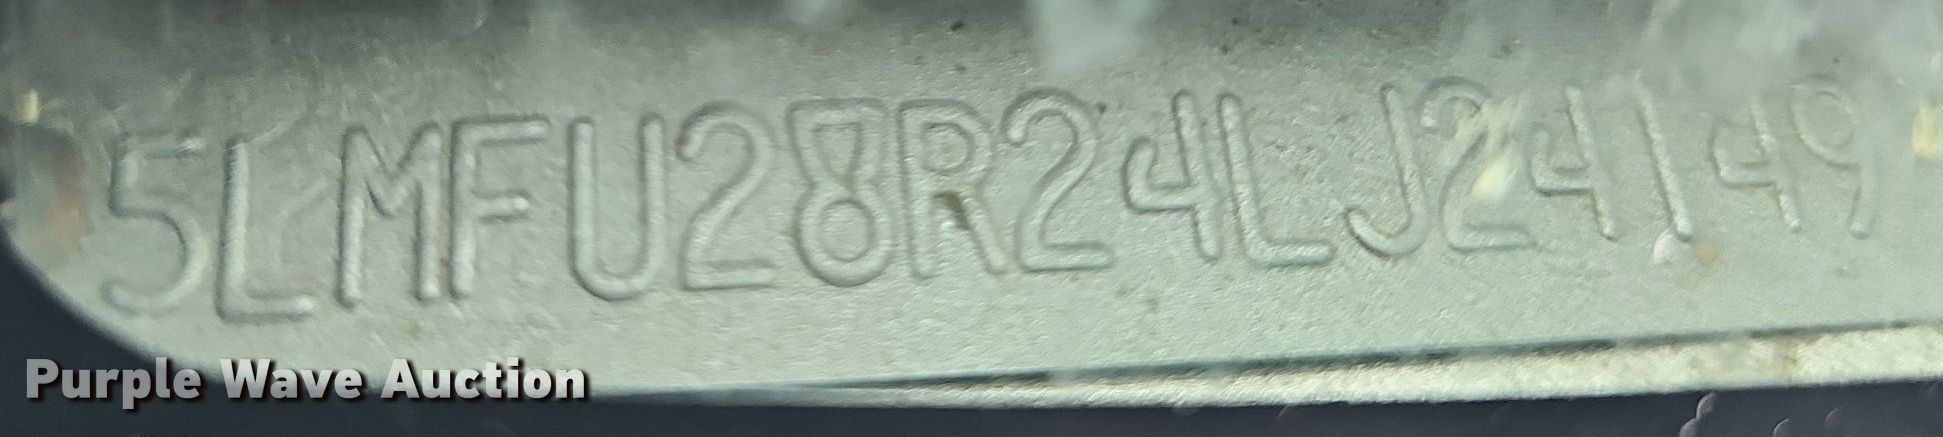 5LMFU28R24LJ24149
Purple Wave Auction